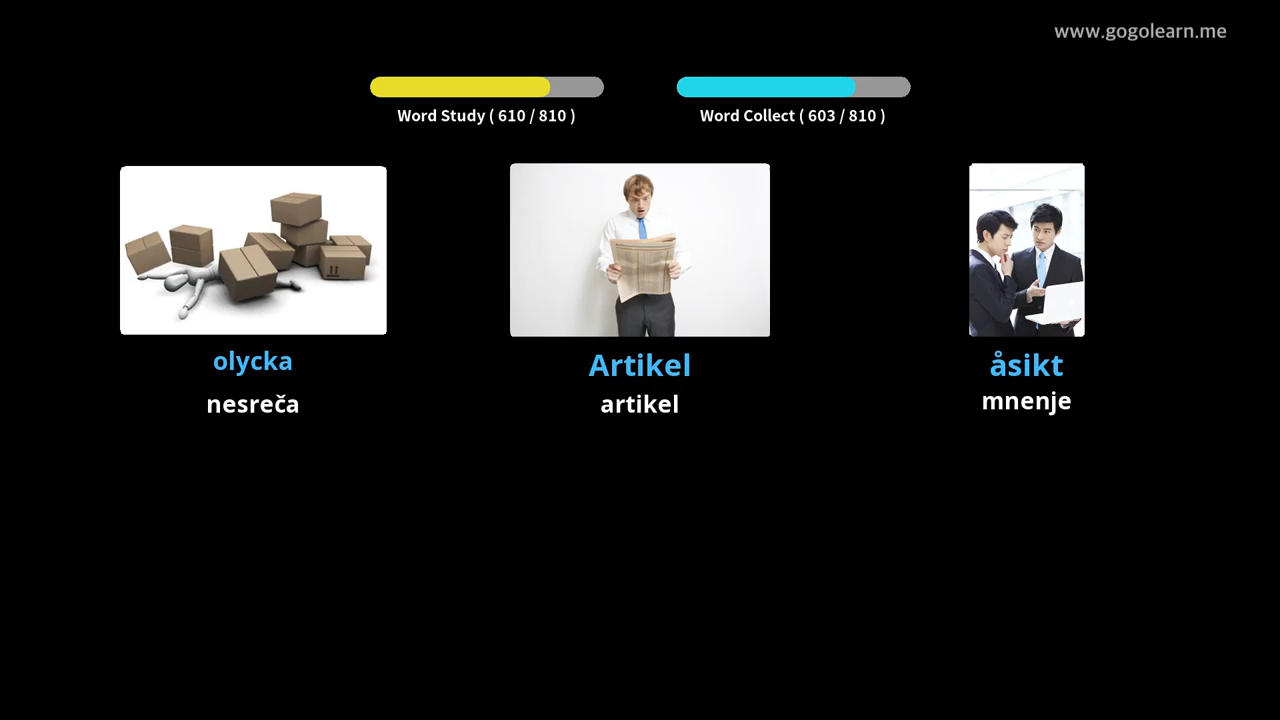 www.gogolearn.me
Word Study ( 610 / 810 )
Word Collect ( 603 / 810 )
olycka
nesreča
Artikel
artikel
åsikt
mnenje